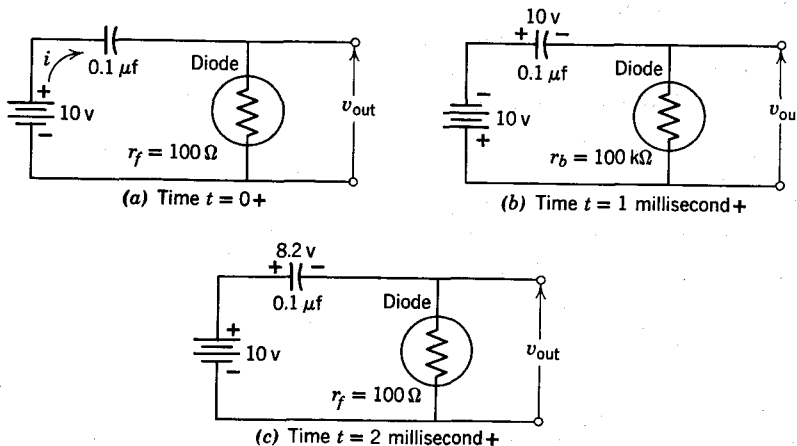 i
+
10 v
−
0.1 μf
Diode
r_f = 100 Ω
v_out
(a) Time t = 0+
10 v
+ −
0.1 μf
−
10 v
+
Diode
r_b = 100 kΩ
v_ou
(b) Time t = 1 millisecond+
8.2 v
+ −
0.1 μf
+
10 v
−
Diode
r_f = 100 Ω
v_out
(c) Time t = 2 millisecond+